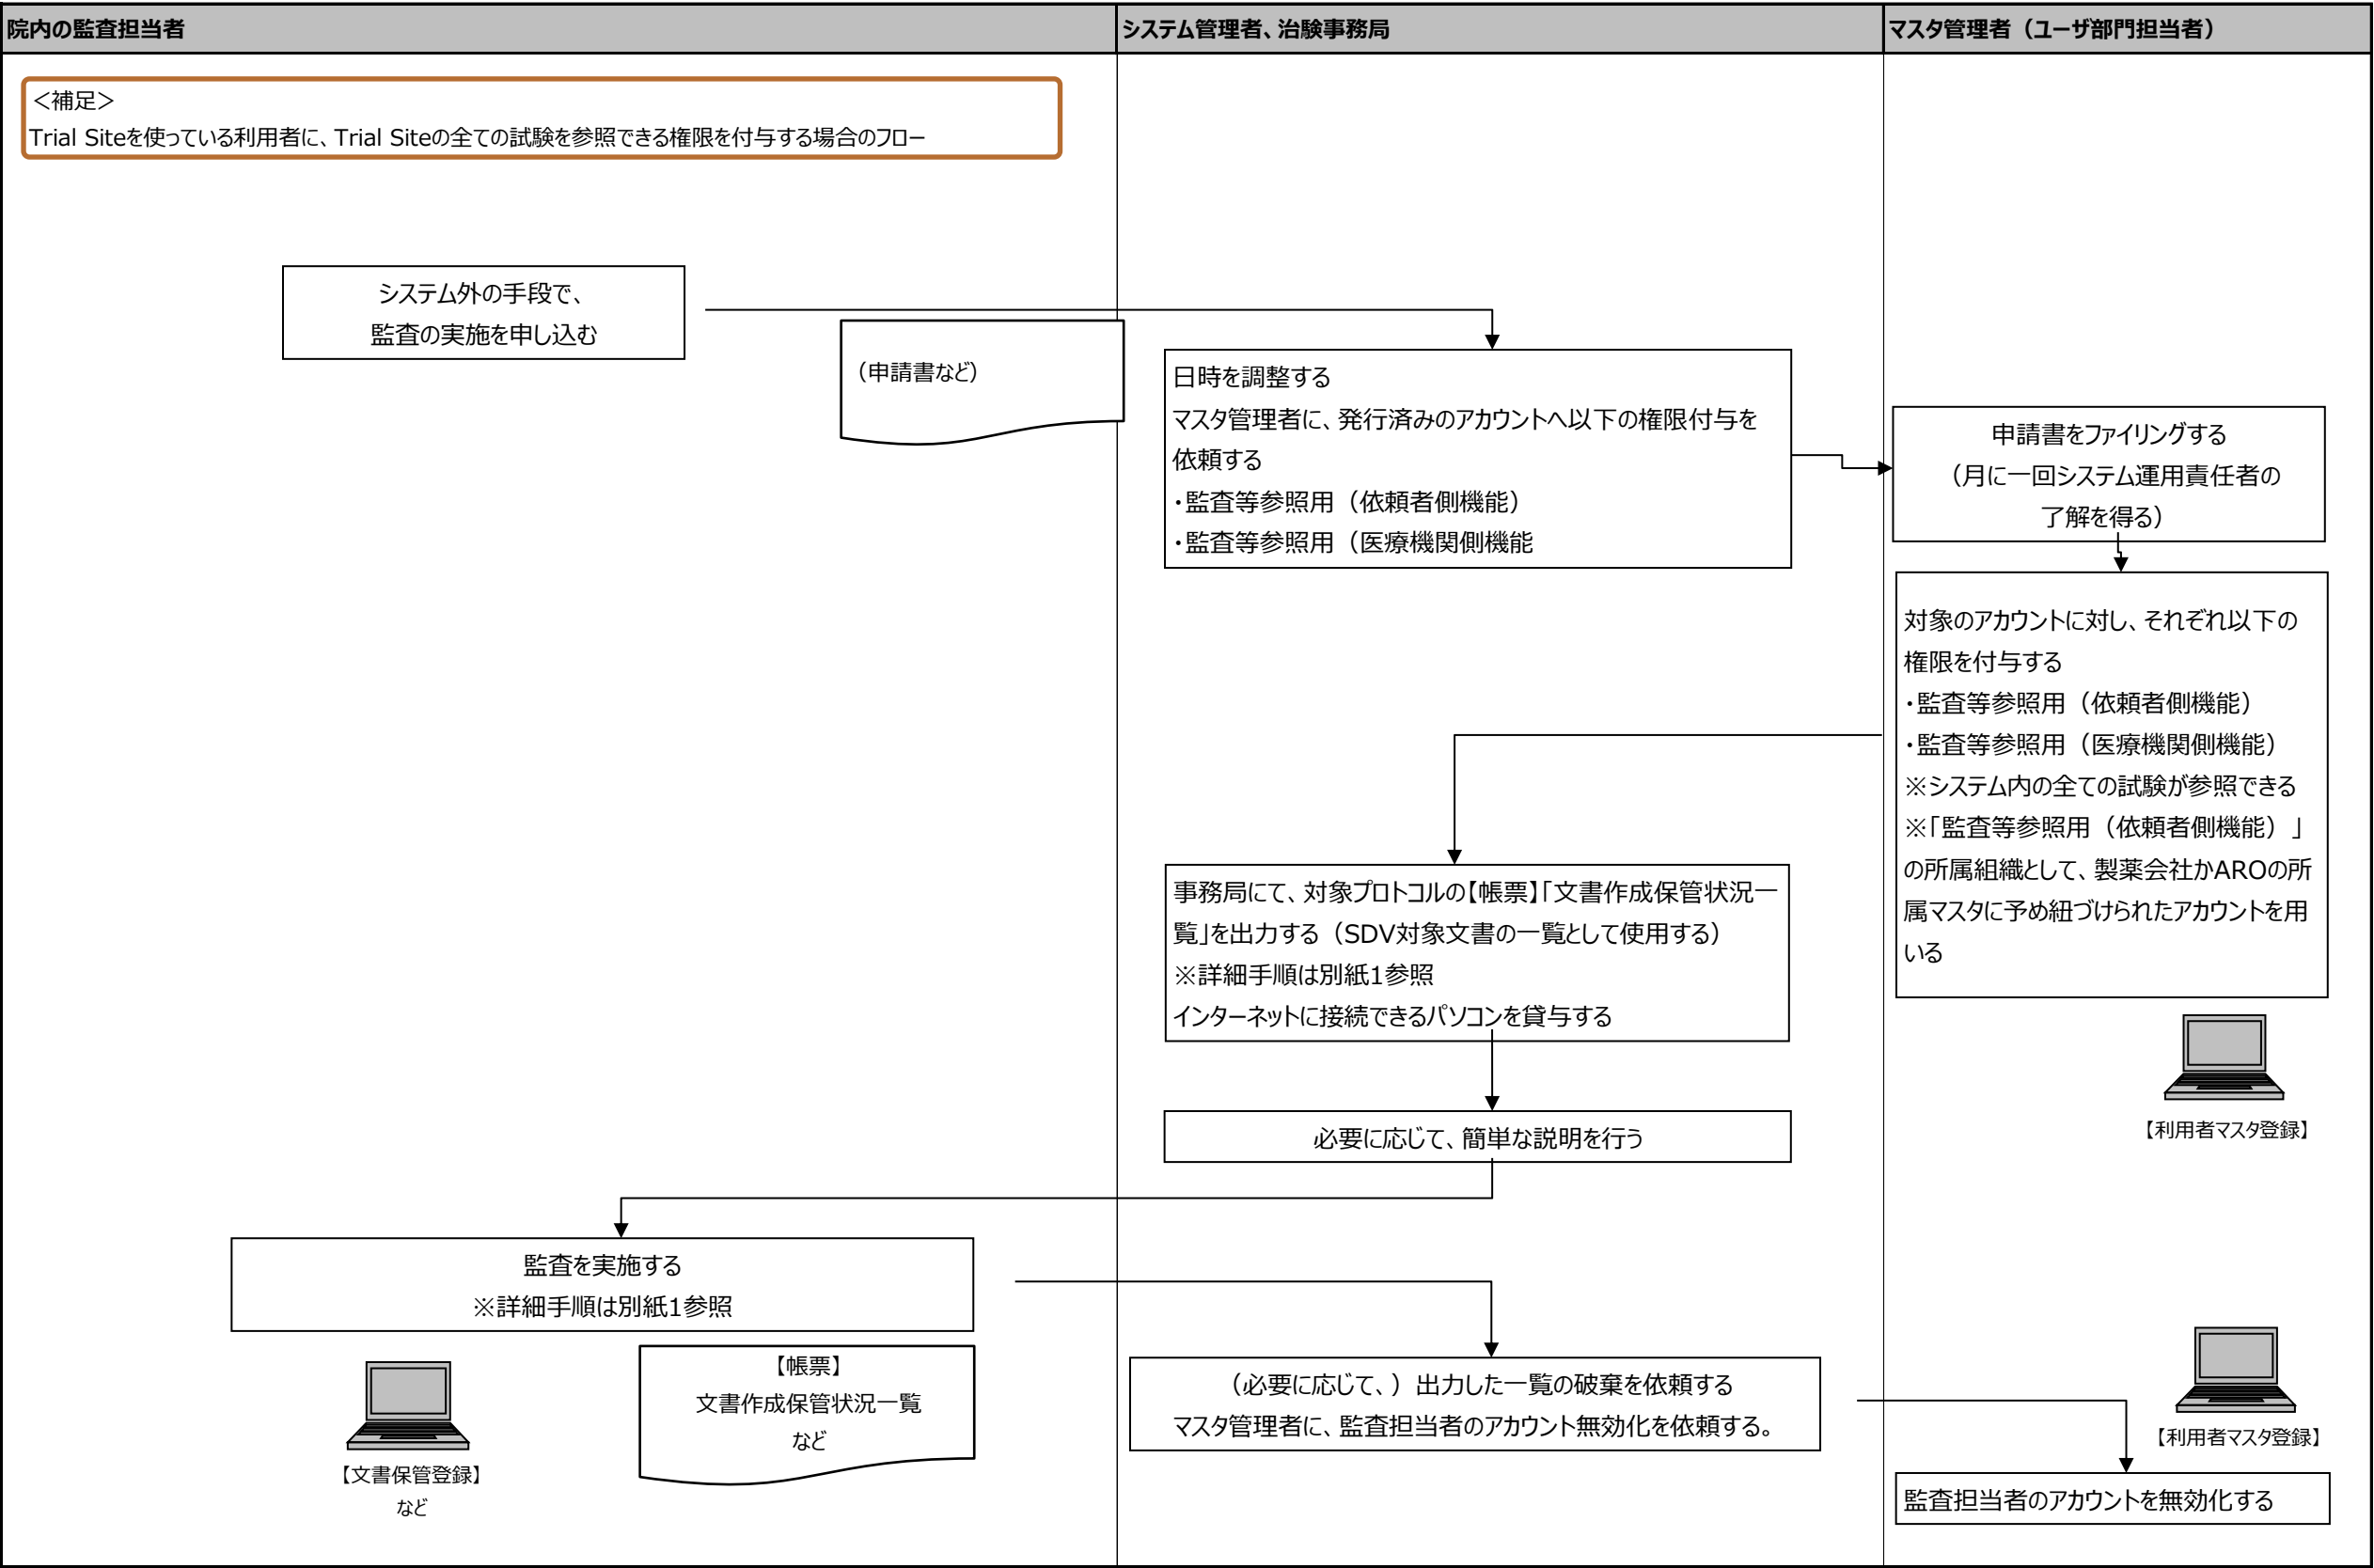 院内の監査担当者
システム管理者、治験事務局
マスタ管理者（ユーザ部門担当者）
＜補足＞
Trial Siteを使っている利用者に、Trial Siteの全ての試験を参照できる権限を付与する場合のフロー
システム外の手段で、
監査の実施を申し込む
（申請書など）
日時を調整する
マスタ管理者に、発行済みのアカウントへ以下の権限付与を
依頼する
・監査等参照用（依頼者側機能）
・監査等参照用（医療機関側機能
申請書をファイリングする
（月に一回システム運用責任者の
了解を得る）
対象のアカウントに対し、それぞれ以下の
権限を付与する
・監査等参照用（依頼者側機能）
・監査等参照用（医療機関側機能）
※システム内の全ての試験が参照できる
※「監査等参照用（依頼者側機能）」
の所属組織として、製薬会社かAROの所
属マスタに予め紐づけられたアカウントを用
いる
【利用者マスタ登録】
事務局にて、対象プロトコルの【帳票】「文書作成保管状況一
覧」を出力する（SDV対象文書の一覧として使用する）
※詳細手順は別紙1参照
インターネットに接続できるパソコンを貸与する
必要に応じて、簡単な説明を行う
監査を実施する
※詳細手順は別紙1参照
【文書保管登録】
など
【帳票】
文書作成保管状況一覧
など
（必要に応じて、）出力した一覧の破棄を依頼する
マスタ管理者に、監査担当者のアカウント無効化を依頼する。
【利用者マスタ登録】
監査担当者のアカウントを無効化する